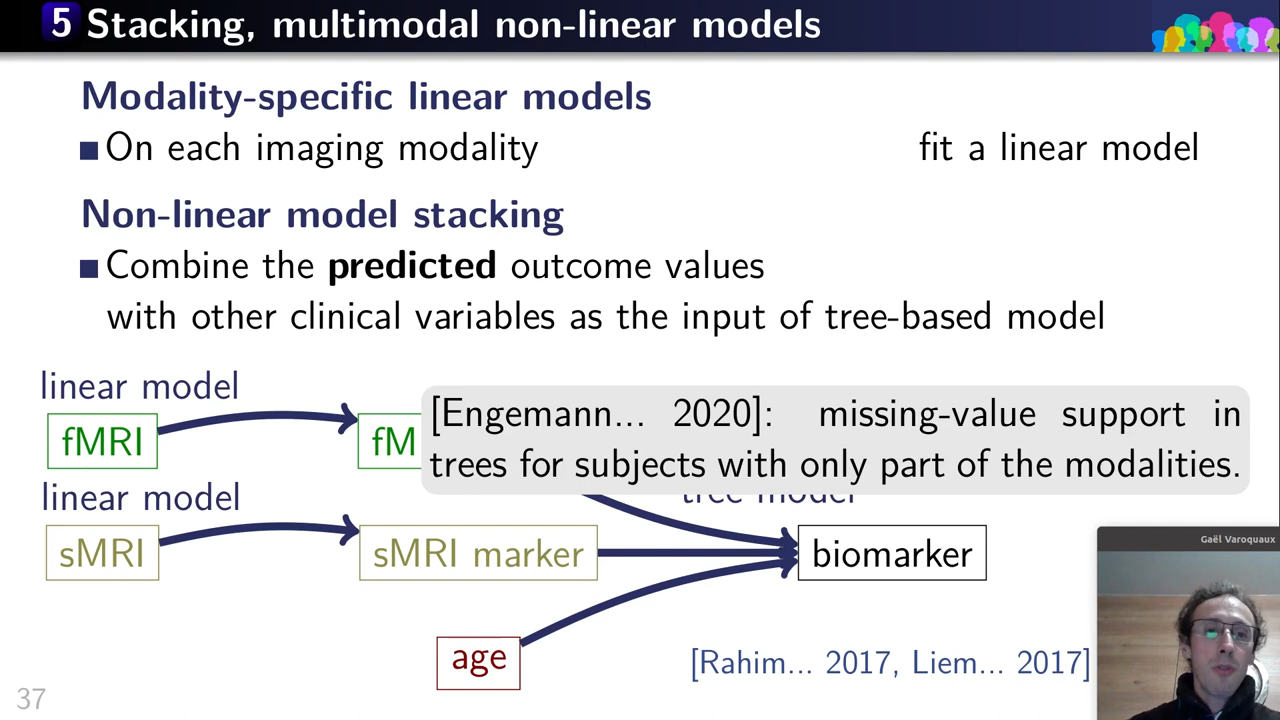 5 Stacking, multimodal non-linear models
Modality-specific linear models
On each imaging modality fit a linear model
Non-linear model stacking
Combine the predicted outcome values
with other clinical variables as the input of tree-based model
linear model
fMRI
fM
[Engemann... 2020]: missing-value support in
trees for subjects with only part of the modalities.
linear model
tree model
sMRI
sMRI marker
biomarker
Gaël Varoquaux
age
[Rahim... 2017, Liem... 2017]
37